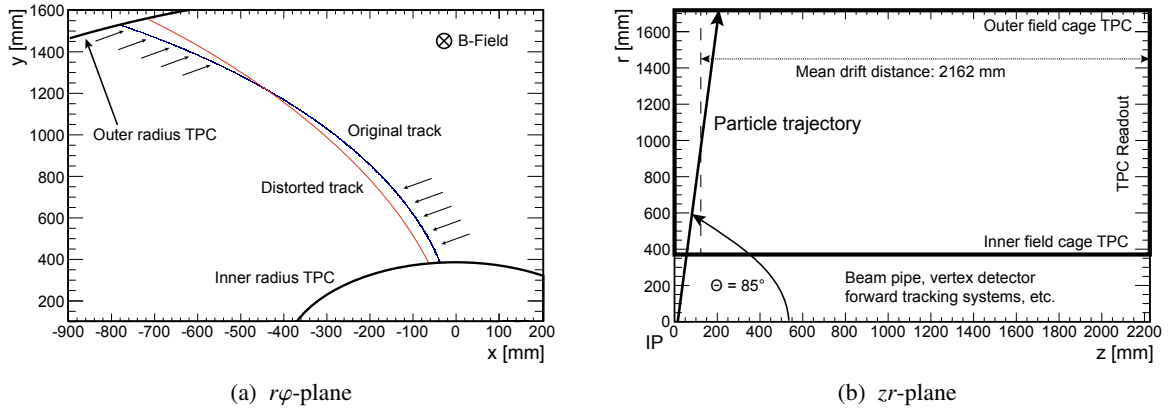 y [mm]
1600
1400
1200
1000
800
600
400
200
-900 -800 -700 -600 -500 -400 -300 -200 -100 0 100 200
x [mm]
B-Field
Outer radius TPC
Original track
Distorted track
Inner radius TPC
(a) rφ-plane
r [mm]
1600
1400
1200
1000
800
600
400
200
0
0 200 400 600 800 1000 1200 1400 1600 1800 2000 2200
IP
z [mm]
Outer field cage TPC
Mean drift distance: 2162 mm
Particle trajectory
TPC Readout
Inner field cage TPC
Θ = 85°
Beam pipe, vertex detector
forward tracking systems, etc.
(b) zr-plane